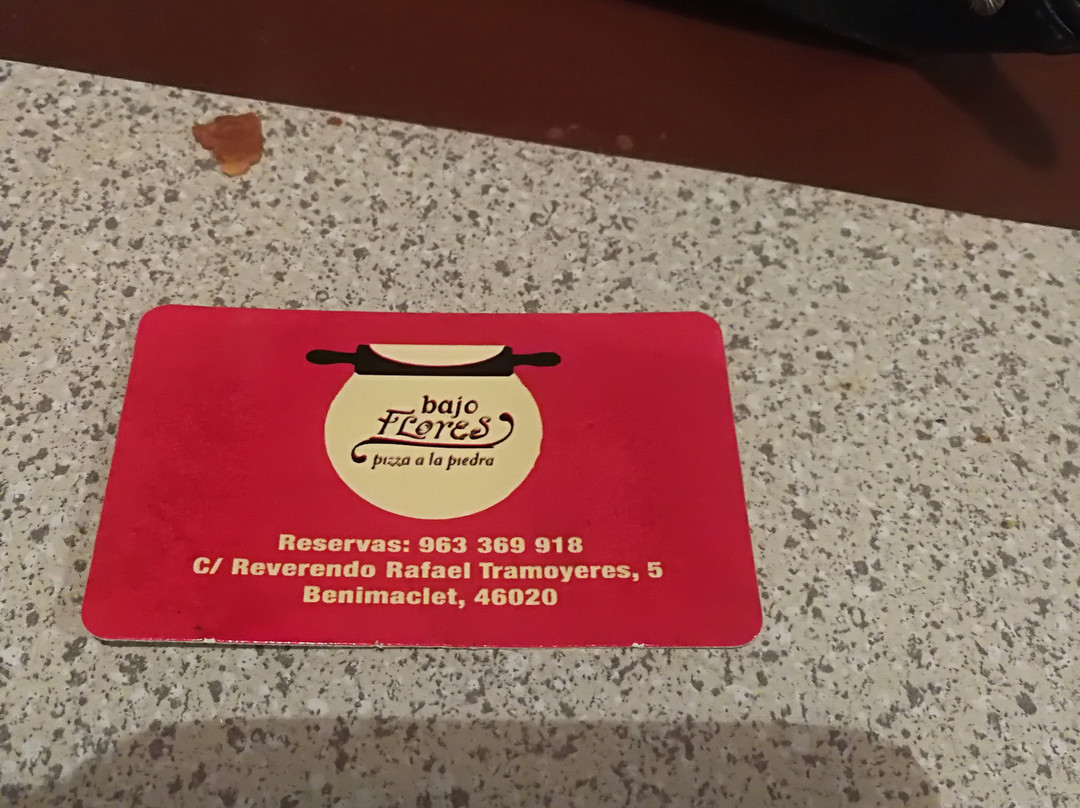 bajo
FLores
pizza a la piedra
Reservas: 963 369 918
C/ Reverendo Rafael Tramoyeres, 5
Benimaclet, 46020